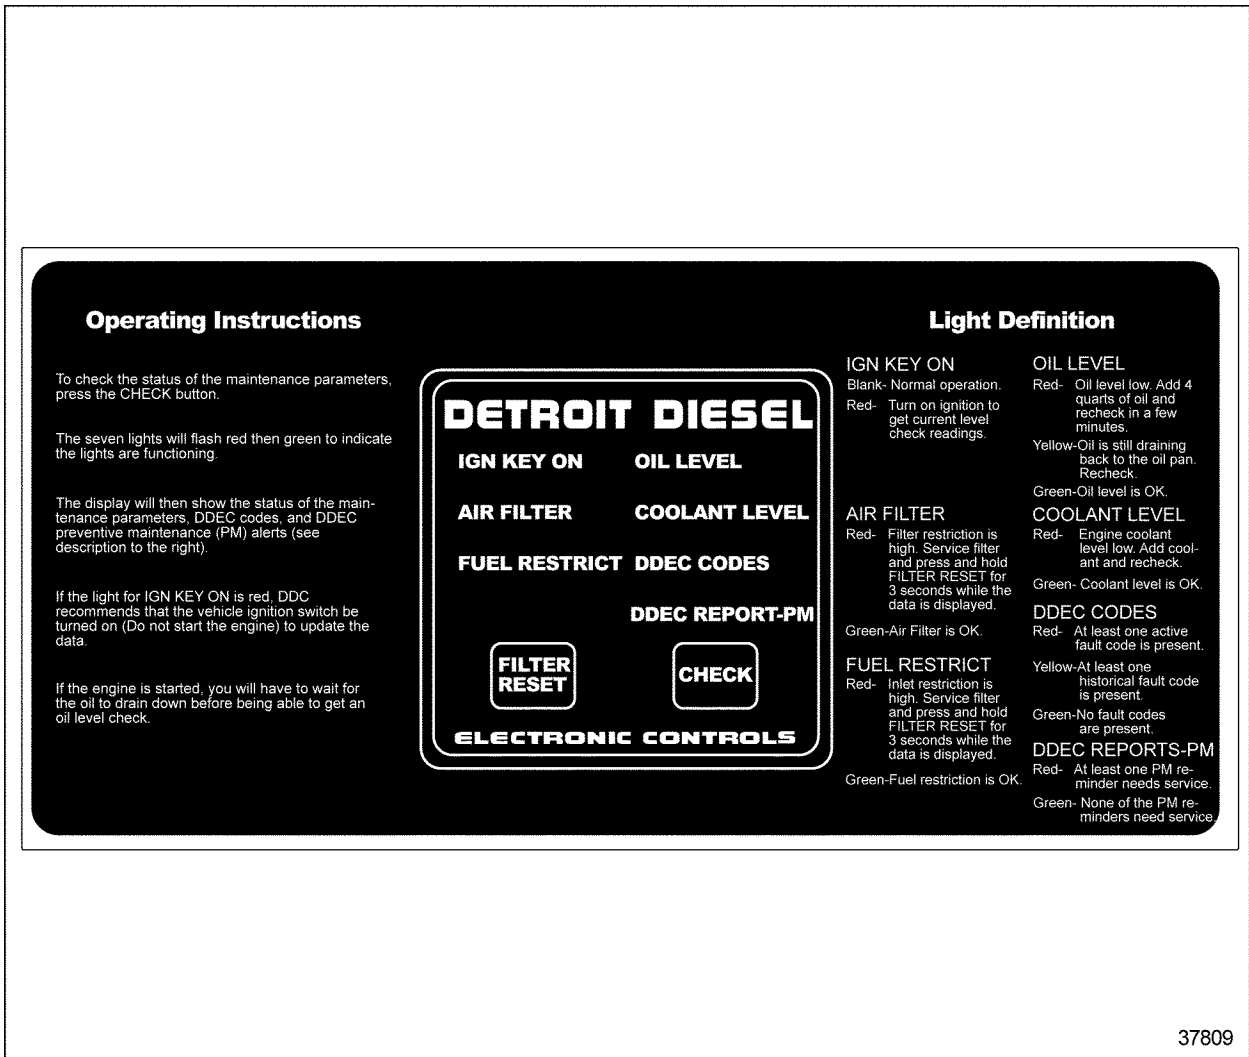 Operating Instructions
To check the status of the maintenance parameters,
press the CHECK button.
The seven lights will flash red then green to indicate
the lights are functioning.
The display will then show the status of the main-
tenance parameters, DDEC codes, and DDEC
preventive maintenance (PM) alerts (see
description to the right).
If the light for IGN KEY ON is red, DDC
recommends that the vehicle ignition switch be
turned on (Do not start the engine) to update the
data.
If the engine is started, you will have to wait for
the oil to drain down before being able to get an
oil level check.
DETROIT DIESEL
IGN KEY ON OIL LEVEL
AIR FILTER COOLANT LEVEL
FUEL RESTRICT DDEC CODES
DDEC REPORT-PM
FILTER
RESET
CHECK
ELECTRONIC CONTROLS
Light Definition
IGN KEY ON
Blank- Normal operation.
Red- Turn on ignition to
get current level
check readings.
AIR FILTER
Red- Filter restriction is
high. Service filter
and press and hold
FILTER RESET for
3 seconds while the
data is displayed.
Green-Air Filter is OK.
FUEL RESTRICT
Red- Inlet restriction is
high. Service filter
and press and hold
FILTER RESET for
3 seconds while the
data is displayed.
Green-Fuel restriction is OK.
OIL LEVEL
Red- Oil level low. Add 4
quarts of oil and
recheck in a few
minutes.
Yellow-Oil is still draining
back to the oil pan.
Recheck.
Green-Oil level is OK.
COOLANT LEVEL
Red- Engine coolant
level low. Add cool-
ant and recheck.
Green- Coolant level is OK.
DDEC CODES
Red- At least one active
fault code is present.
Yellow-At least one
historical fault code
is present.
Green-No fault codes
are present.
DDEC REPORTS-PM
Red- At least one PM re-
minder needs service.
Green- None of the PM re-
minders need service.
37809